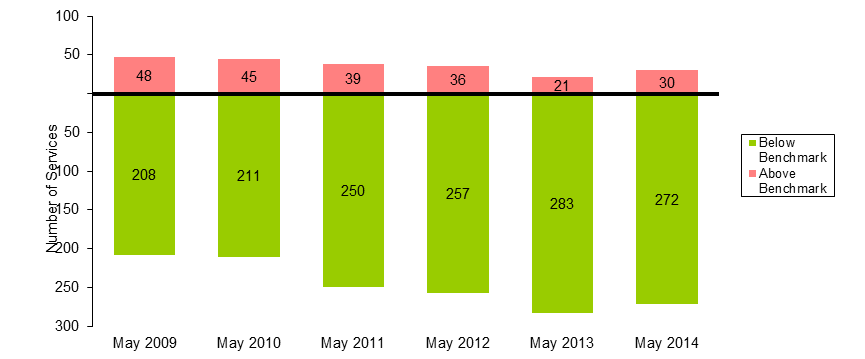 100
50
50
100
150
200
250
300
Number of Services
48
45
39
36
21
30
208
211
250
257
283
272
May 2009
May 2010
May 2011
May 2012
May 2013
May 2014
Below
Benchmark
Above
Benchmark